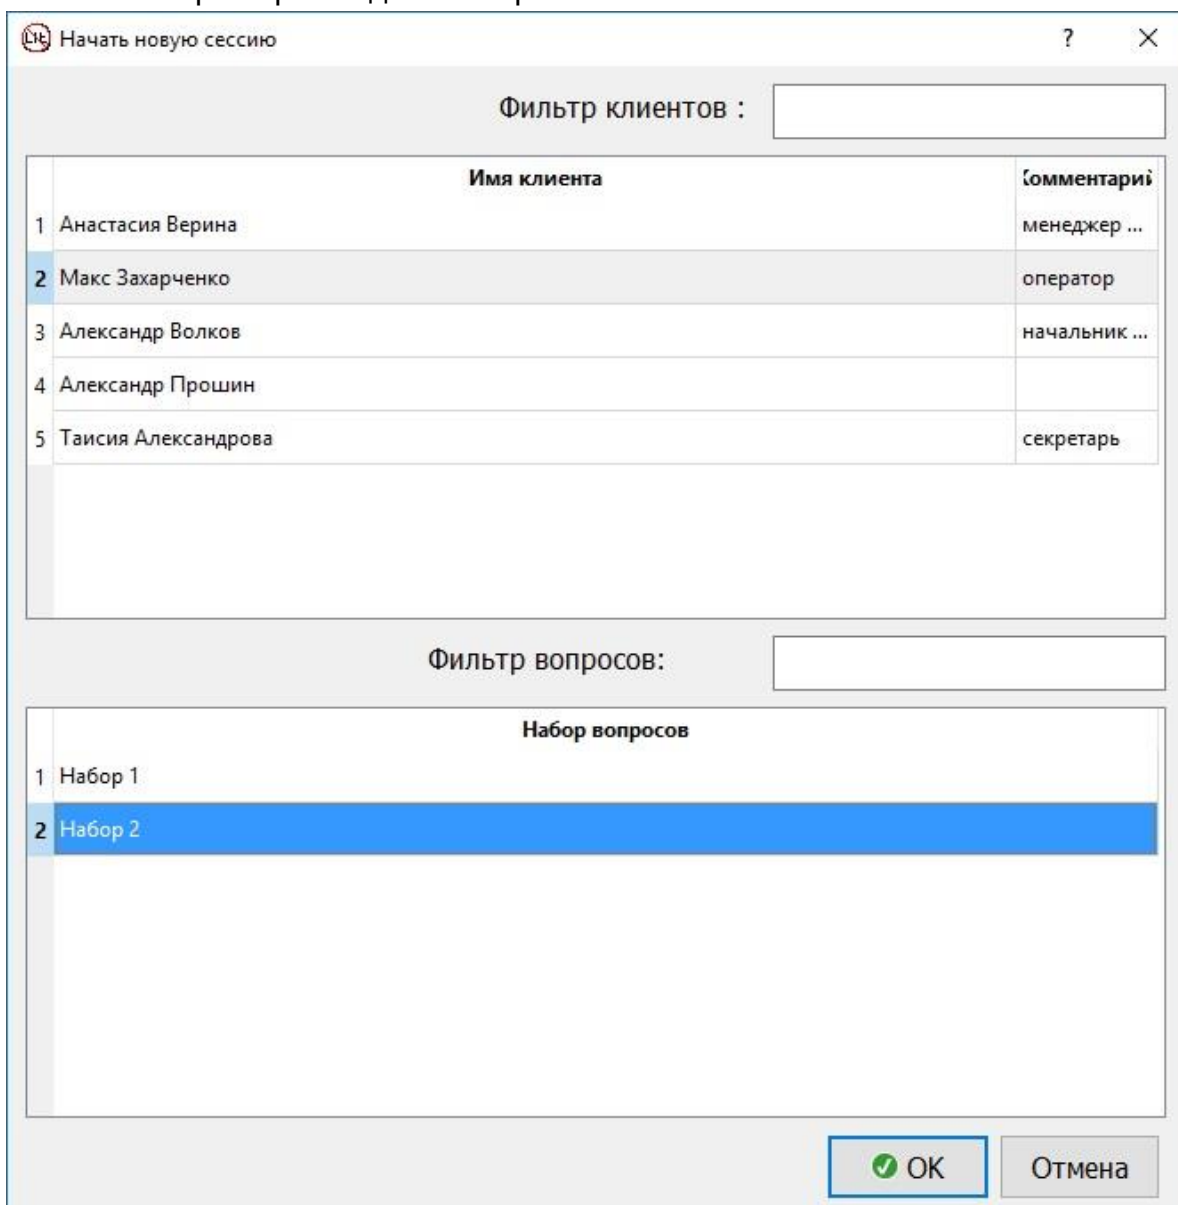 Начать новую сессию ? ✕
Фильтр клиентов :
Имя клиента Комментарий
1 Анастасия Верина менеджер ...
2 Макс Захарченко оператор
3 Александр Волков начальник ...
4 Александр Прошин
5 Таисия Александрова секретарь
Фильтр вопросов:
Набор вопросов
1 Набор 1
2 Набор 2
OK Отмена